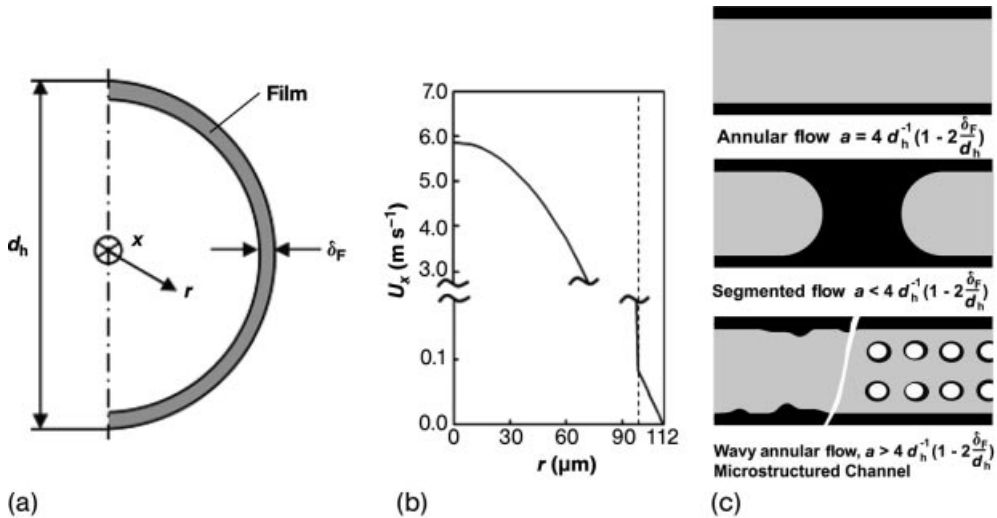 Film
d_h
x
r
δ_F
(a)
U_x (m s⁻¹)
7.0
6.0
5.0
4.0
3.0
0.1
0.0
0
30
60
90 112
r (μm)
(b)
Annular flow a = 4 d_h^-1 (1 - 2 δ_F/d_h)
Segmented flow a < 4 d_h^-1 (1 - 2 δ_F/d_h)
Wavy annular flow, a > 4 d_h^-1 (1 - 2 δ_F/d_h)
Microstructured Channel
(c)